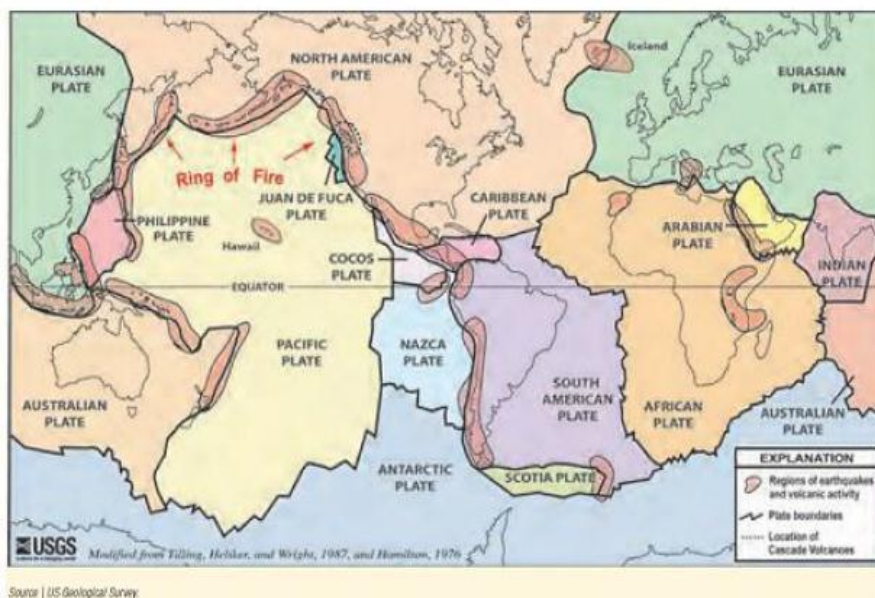 NORTH AMERICAN
PLATE
Iceland
EURASIAN
PLATE
EURASIAN
PLATE
Ring of Fire
JUAN DE FUCA
PLATE
CARIBBEAN
PLATE
PHILIPPINE
PLATE
ARABIAN
PLATE
Hawaii
COCOS
PLATE
INDIAN
PLATE
EQUATOR
PACIFIC
PLATE
NAZCA
PLATE
SOUTH
AMERICAN
PLATE
AFRICAN
PLATE
AUSTRALIAN
PLATE
AUSTRALIAN
PLATE
ANTARCTIC
PLATE
SCOTIA PLATE
EXPLANATION
Regions of earthquakes
and volcanic activity
Plate boundaries
Location of
Cascade Volcanoes
USGS
Modified from Tilling, Heliker, and Wright, 1987, and Hamilton, 1976
Source | US Geological Survey.